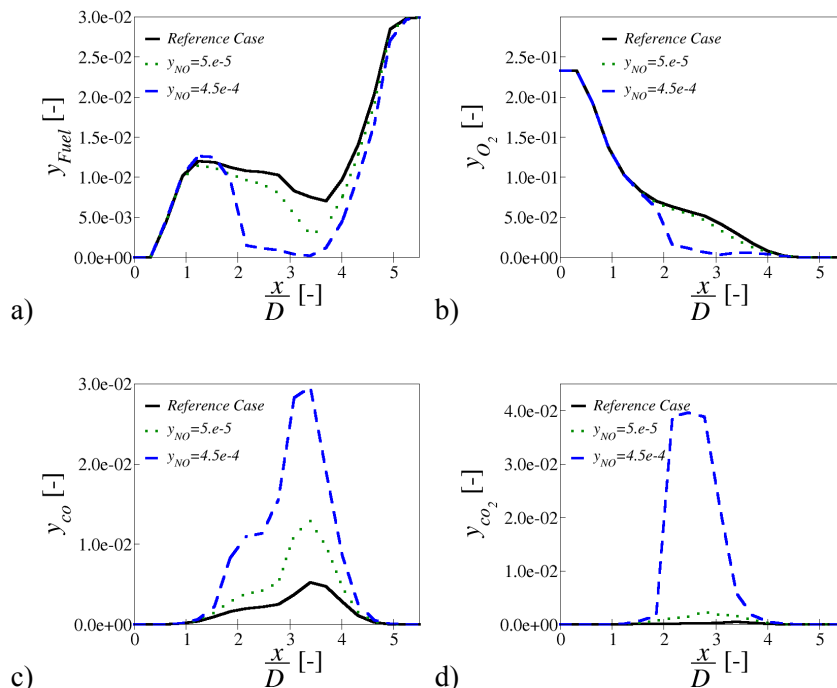 3.0e-02
2.5e-02
2.0e-02
1.5e-02
1.0e-02
5.0e-03
0.0e+00
y_Fuel [-]
Reference Case
y_NO=5.e-5
y_NO=4.5e-4
0 1 2 3 4 5
x/D [-]
a)
2.5e-01
2.0e-01
1.5e-01
1.0e-01
5.0e-02
0.0e+00
y_O2 [-]
Reference Case
y_NO=5.e-5
y_NO=4.5e-4
0 1 2 3 4 5
x/D [-]
b)
3.0e-02
2.0e-02
1.0e-02
0.0e+00
y_co [-]
Reference Case
y_NO=5.e-5
y_NO=4.5e-4
0 1 2 3 4 5
x/D [-]
c)
4.0e-02
3.0e-02
2.0e-02
1.0e-02
0.0e+00
y_co2 [-]
Reference Case
y_NO=5.e-5
y_NO=4.5e-4
0 1 2 3 4 5
x/D [-]
d)